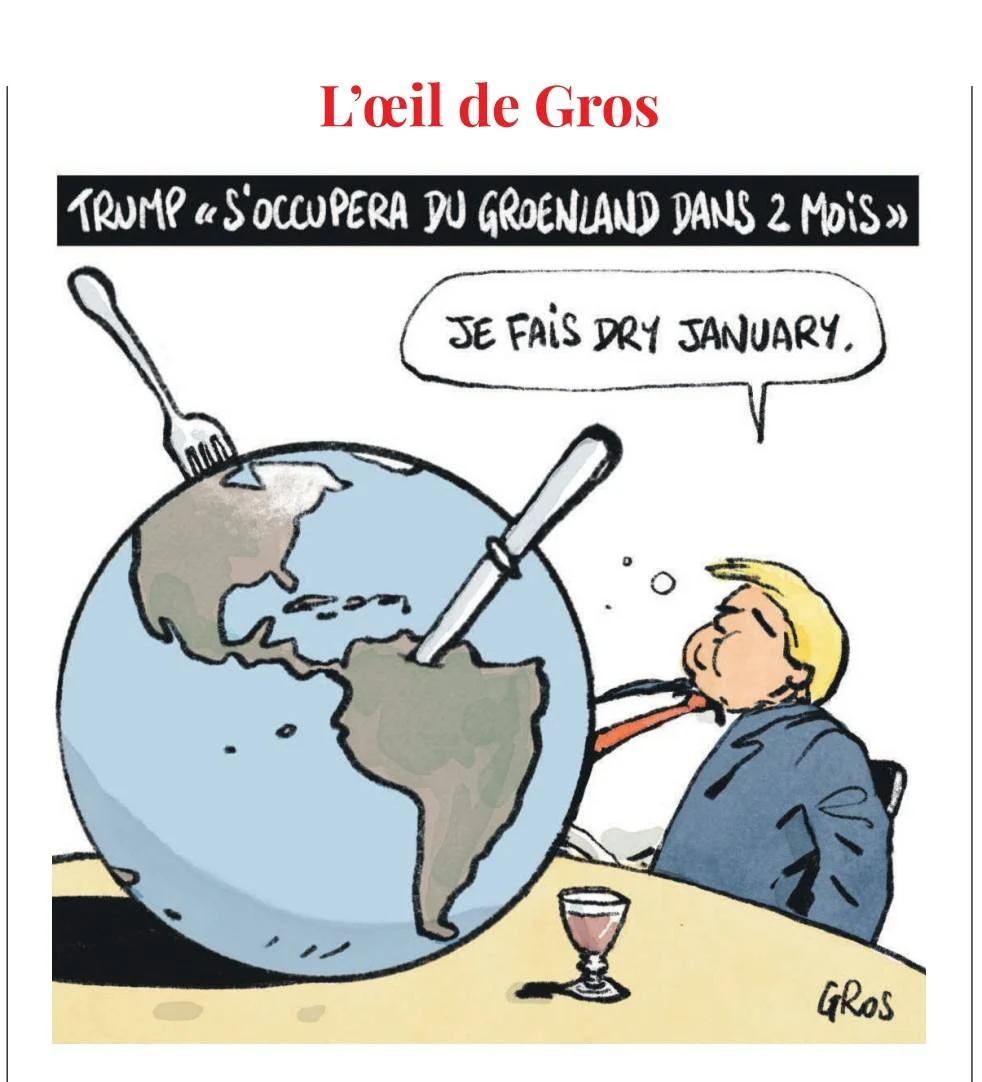 L’œil de Gros
TRUMP « S'OCCUPERA DU GROENLAND DANS 2 MOIS »
JE FAIS DRY JANUARY.
GROS